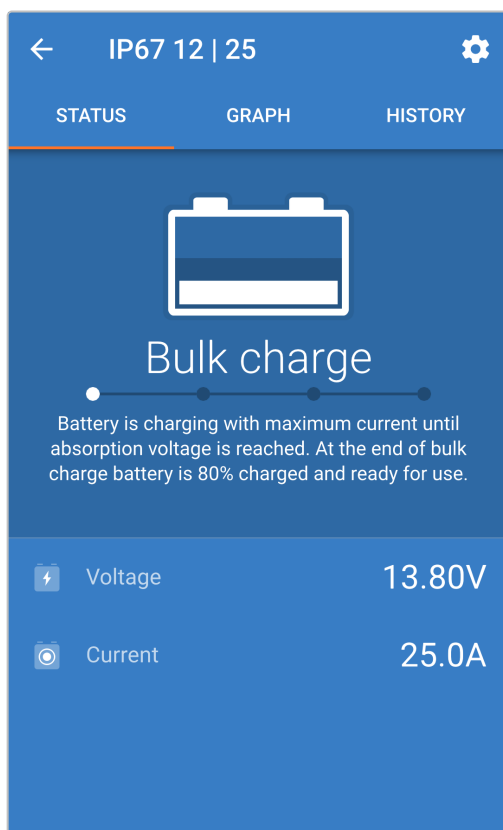 IP67 12 | 25
STATUS GRAPH HISTORY
Bulk charge
Battery is charging with maximum current until
absorption voltage is reached. At the end of bulk
charge battery is 80% charged and ready for use.
Voltage 13.80V
Current 25.0A